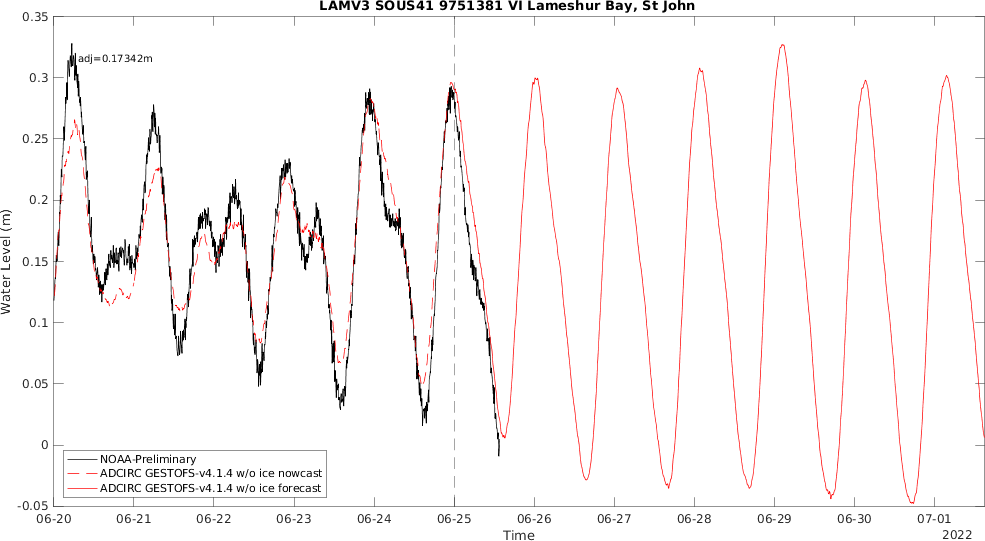 LAMV3 SOUS41 9751381 VI Lameshur Bay, St John
adj=0.17342m
Water Level (m)
0.35
0.3
0.25
0.2
0.15
0.1
0.05
0
-0.05
NOAA-Preliminary
ADCIRC GESTOFS-v4.1.4 w/o ice nowcast
ADCIRC GESTOFS-v4.1.4 w/o ice forecast
06-20 06-21 06-22 06-23 06-24 06-25 06-26 06-27 06-28 06-29 06-30 07-01
Time
2022